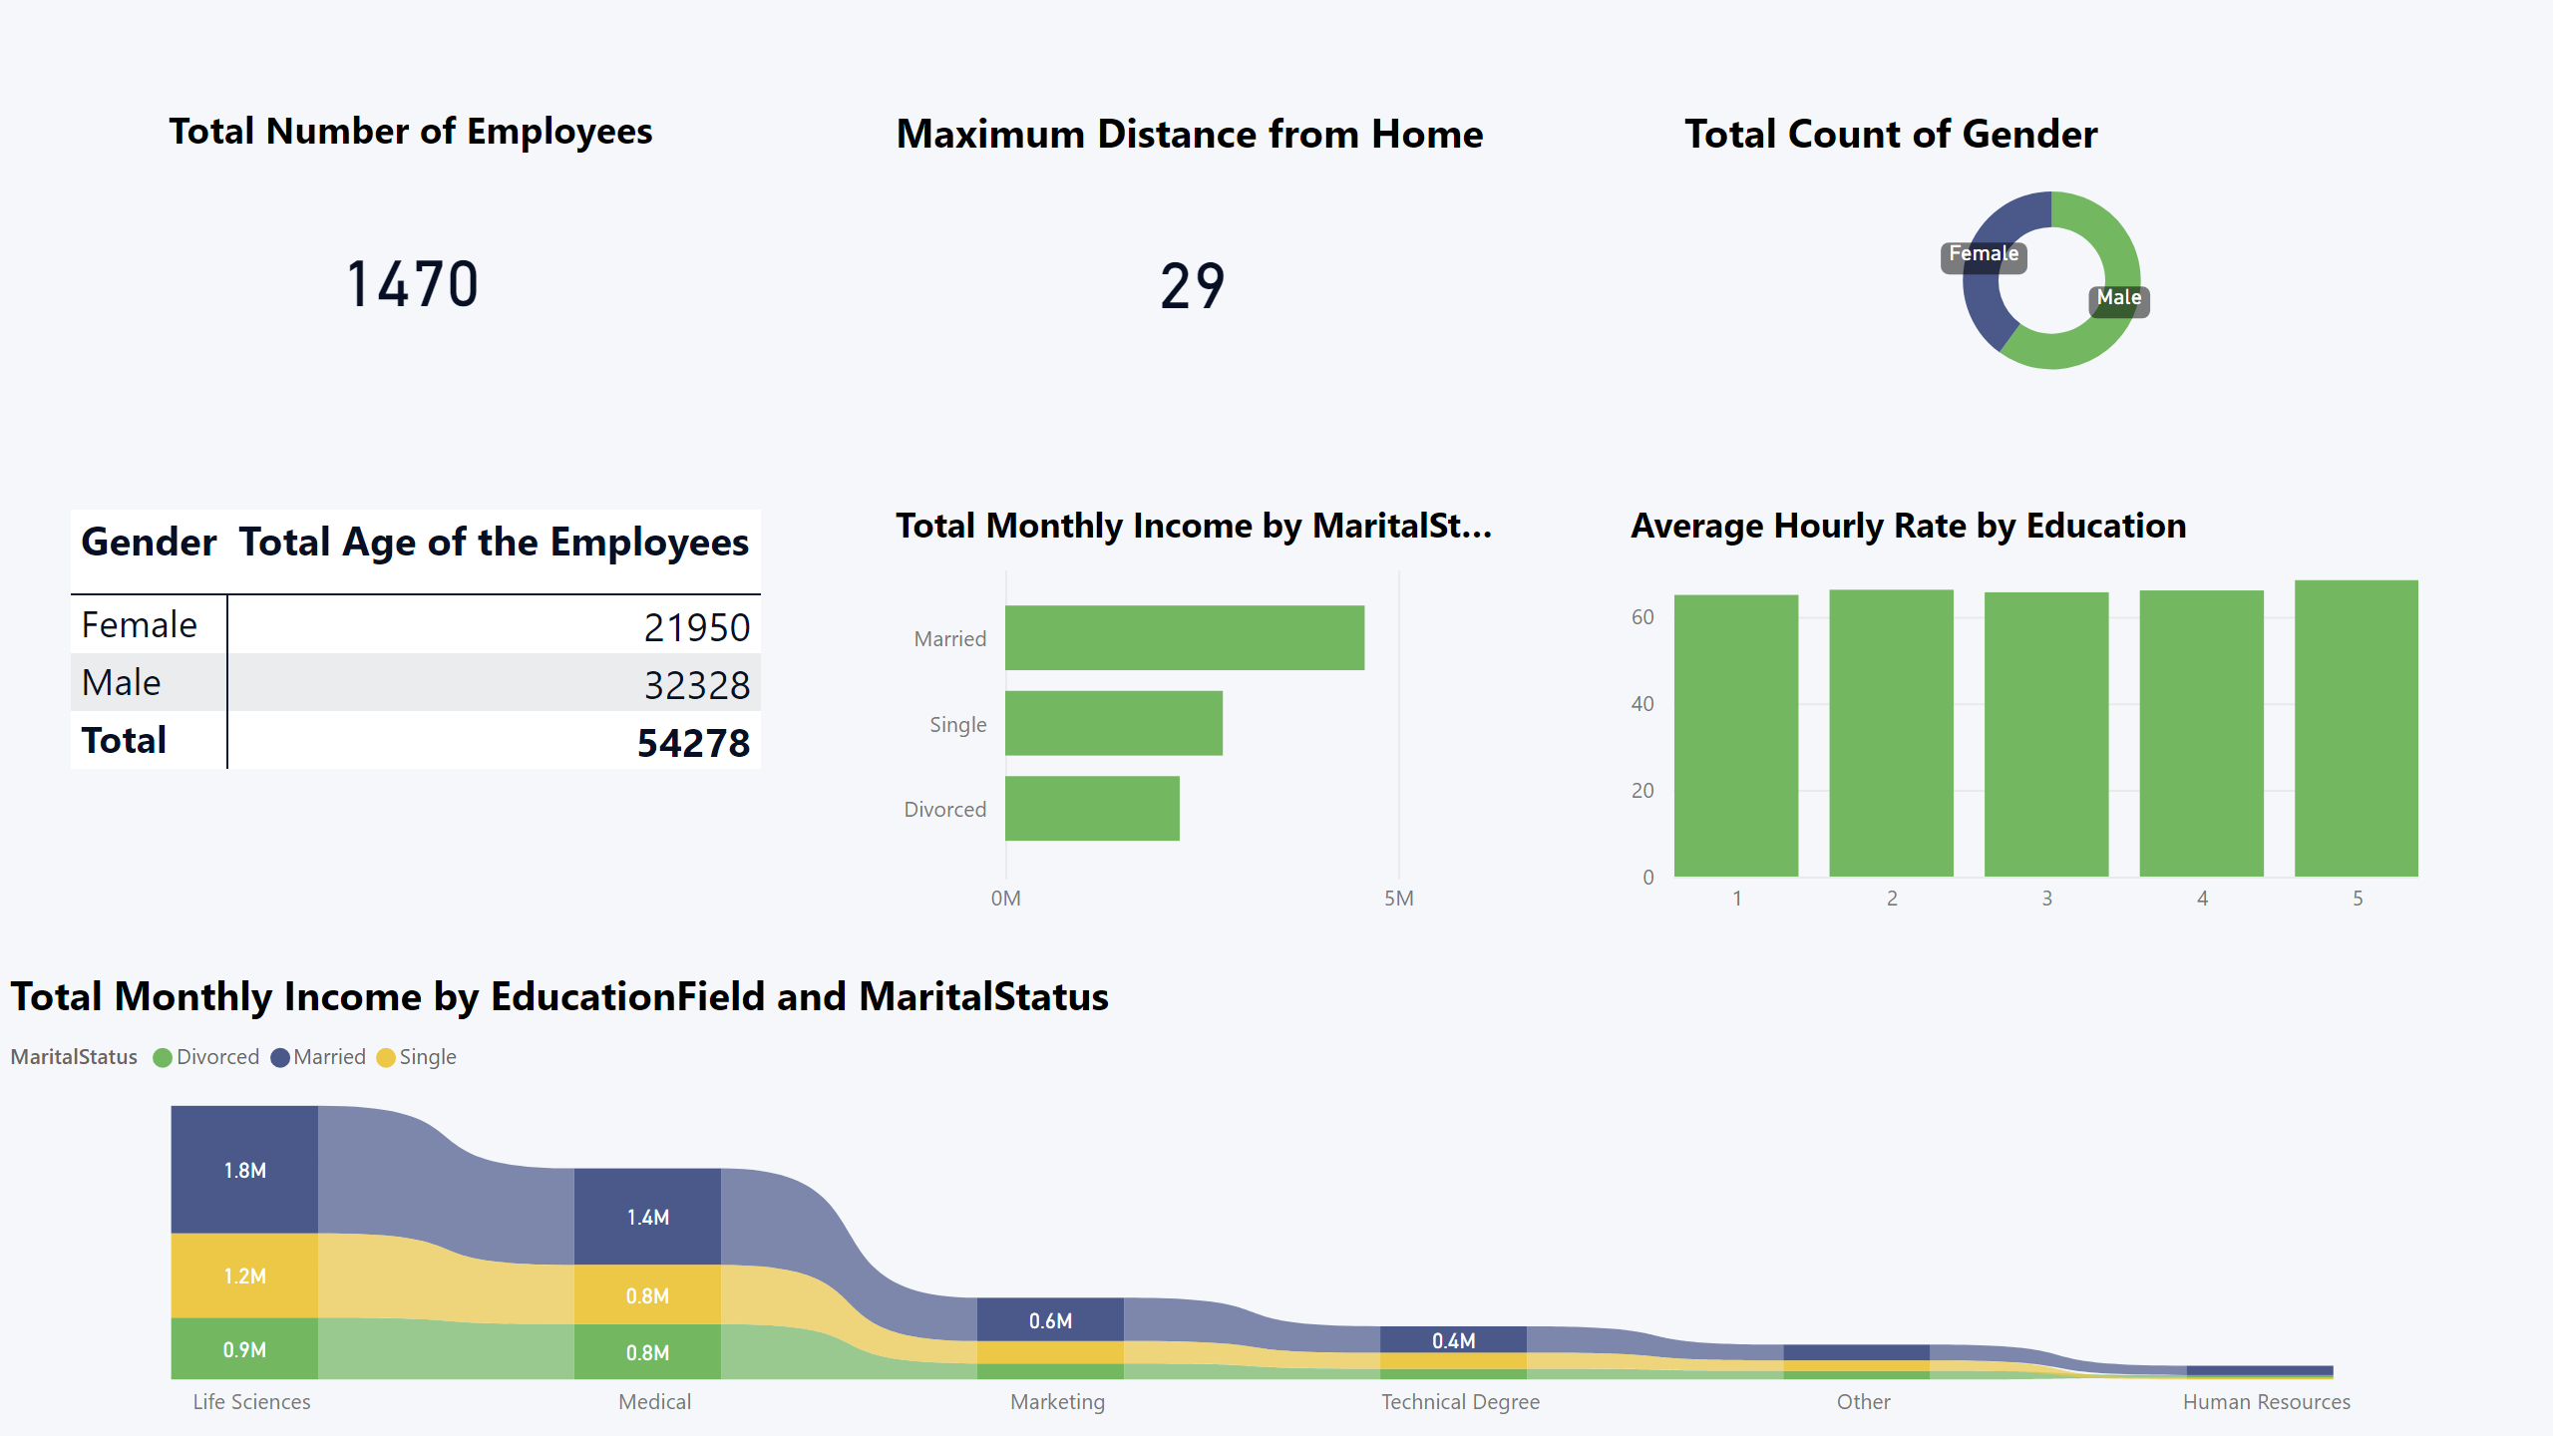 Total Number of Employees
1470
Maximum Distance from Home
29
Total Count of Gender
Female
Male
Gender Total Age of the Employees
Female 21950
Male 32328
Total 54278
Total Monthly Income by MaritalSt...
Married
Single
Divorced
0M 5M
Average Hourly Rate by Education
60
40
20
0
1 2 3 4 5
Total Monthly Income by EducationField and MaritalStatus
MaritalStatus Divorced Married Single
1.8M
1.2M
0.9M
1.4M
0.8M
0.8M
0.6M
0.4M
Life Sciences Medical Marketing Technical Degree Other Human Resources